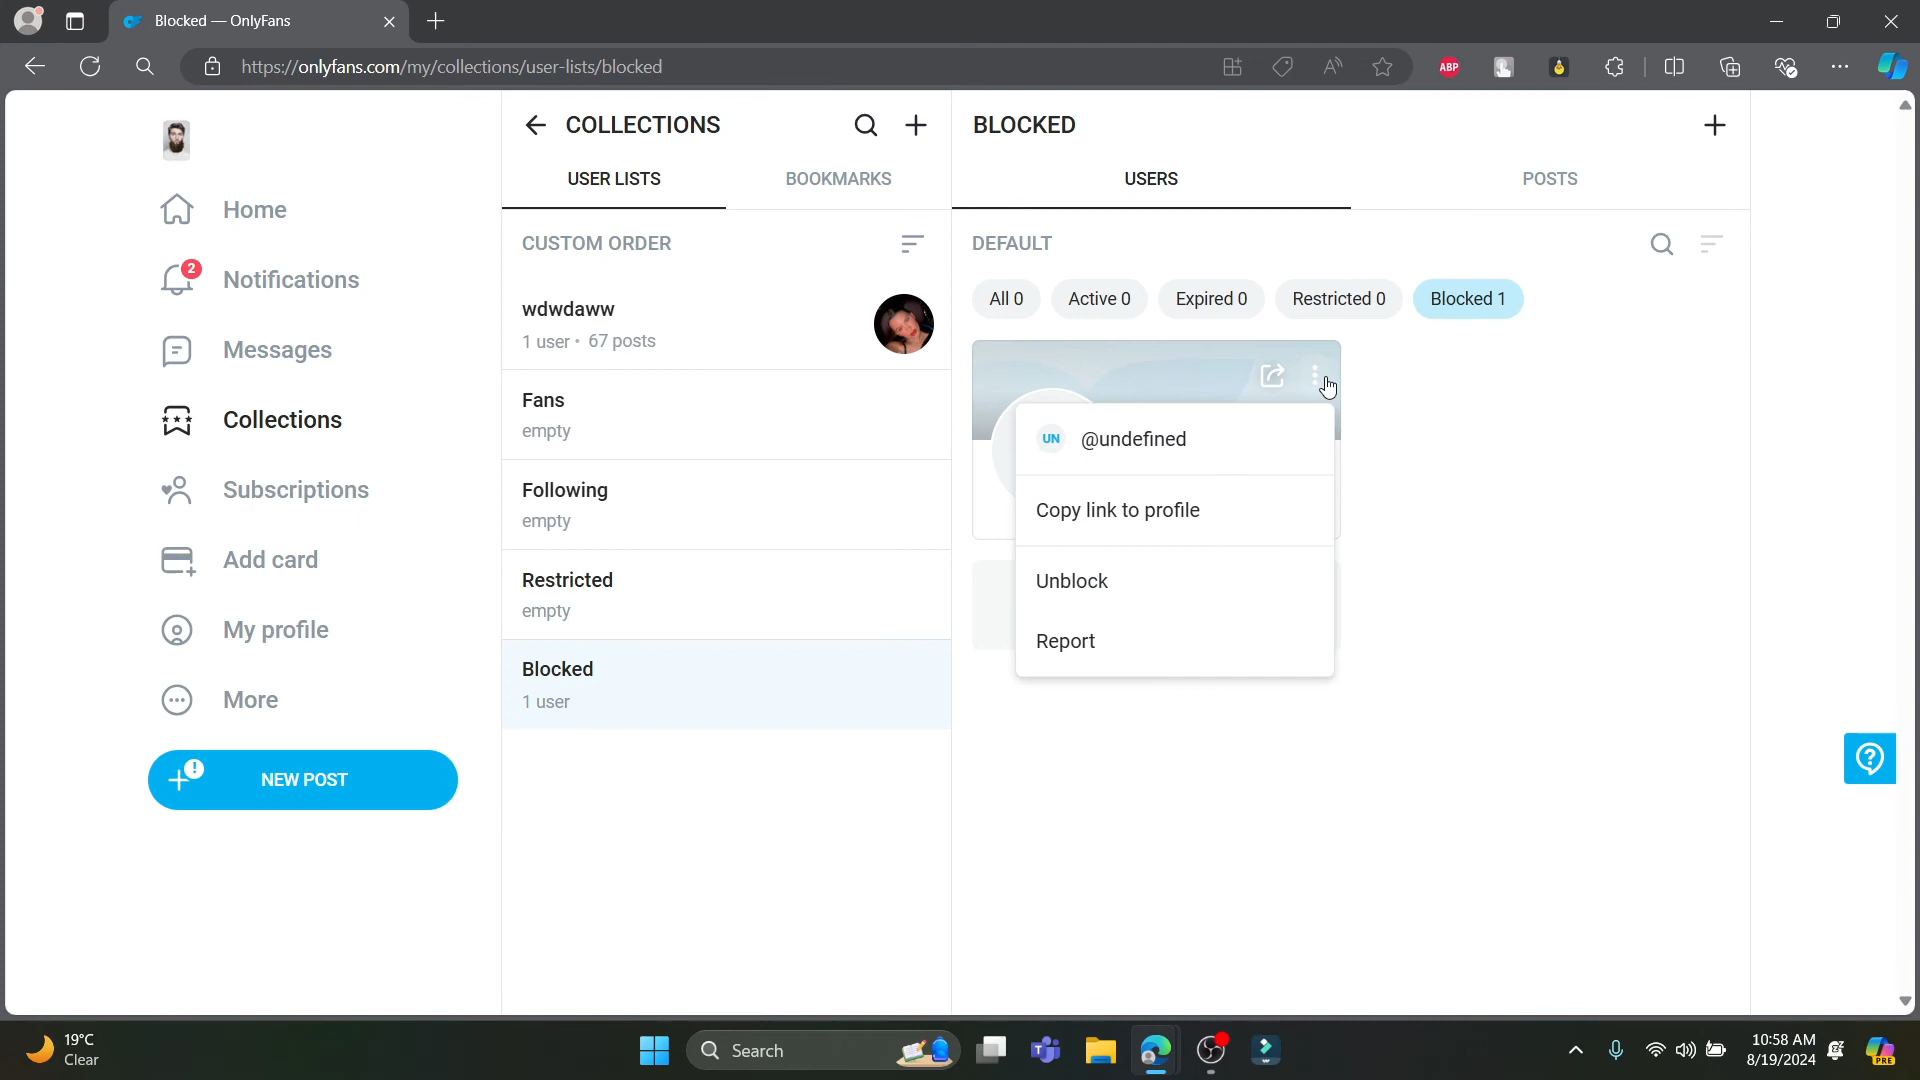 Blocked — OnlyFans
https://onlyfans.com/my/collections/user-lists/blocked
ABP
Home
2
Notifications
Messages
Collections
Subscriptions
Add card
My profile
More
NEW POST
COLLECTIONS
USER LISTS
BOOKMARKS
CUSTOM ORDER
wdwdaww
1 user • 67 posts
Fans
empty
Following
empty
Restricted
empty
Blocked
1 user
BLOCKED
USERS
POSTS
DEFAULT
All 0
Active 0
Expired 0
Restricted 0
Blocked 1
UN @undefined
Copy link to profile
Unblock
Report
19°C
Clear
Search
10:58 AM
8/19/2024
PRE